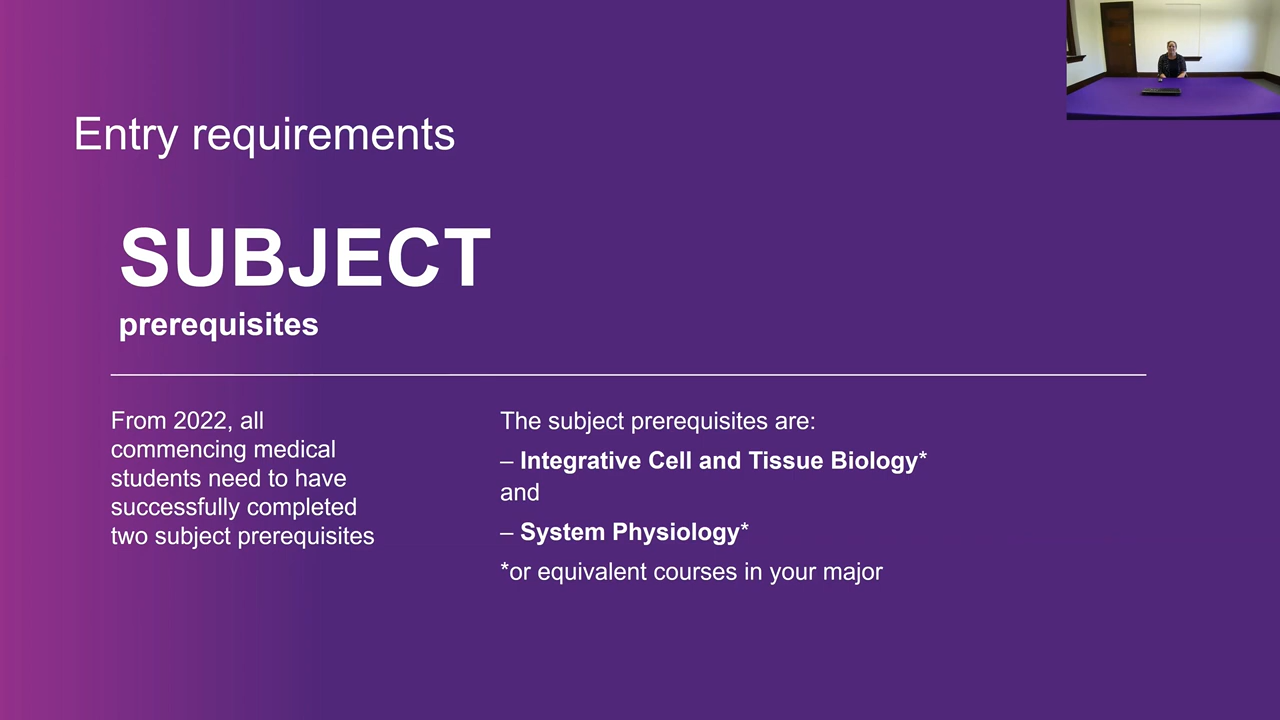 Entry requirements
SUBJECT
prerequisites
From 2022, all
commencing medical
students need to have
successfully completed
two subject prerequisites
The subject prerequisites are:
– Integrative Cell and Tissue Biology*
and
– System Physiology*
*or equivalent courses in your major